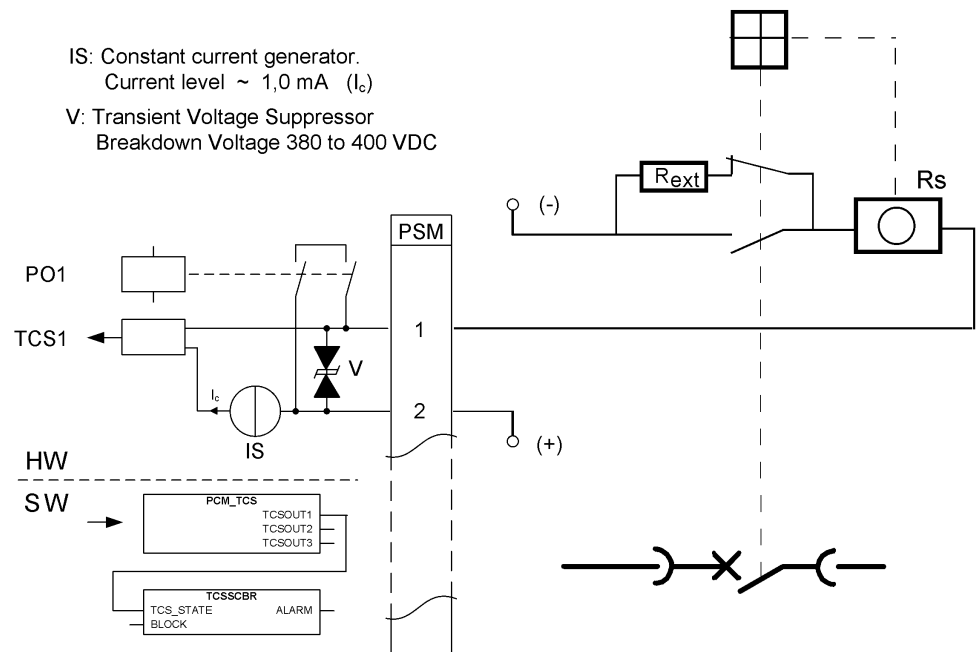 IS: Constant current generator.
Current level ~ 1,0 mA (Ic)
V: Transient Voltage Suppressor
Breakdown Voltage 380 to 400 VDC
Rext
Rs
(-)
PSM
PO1
1
TCS1
V
Ic
2
IS
(+)
HW
SW
PCM_TCS
TCSOUT1
TCSOUT2
TCSOUT3
TCSSCBR
TCS_STATE ALARM
BLOCK